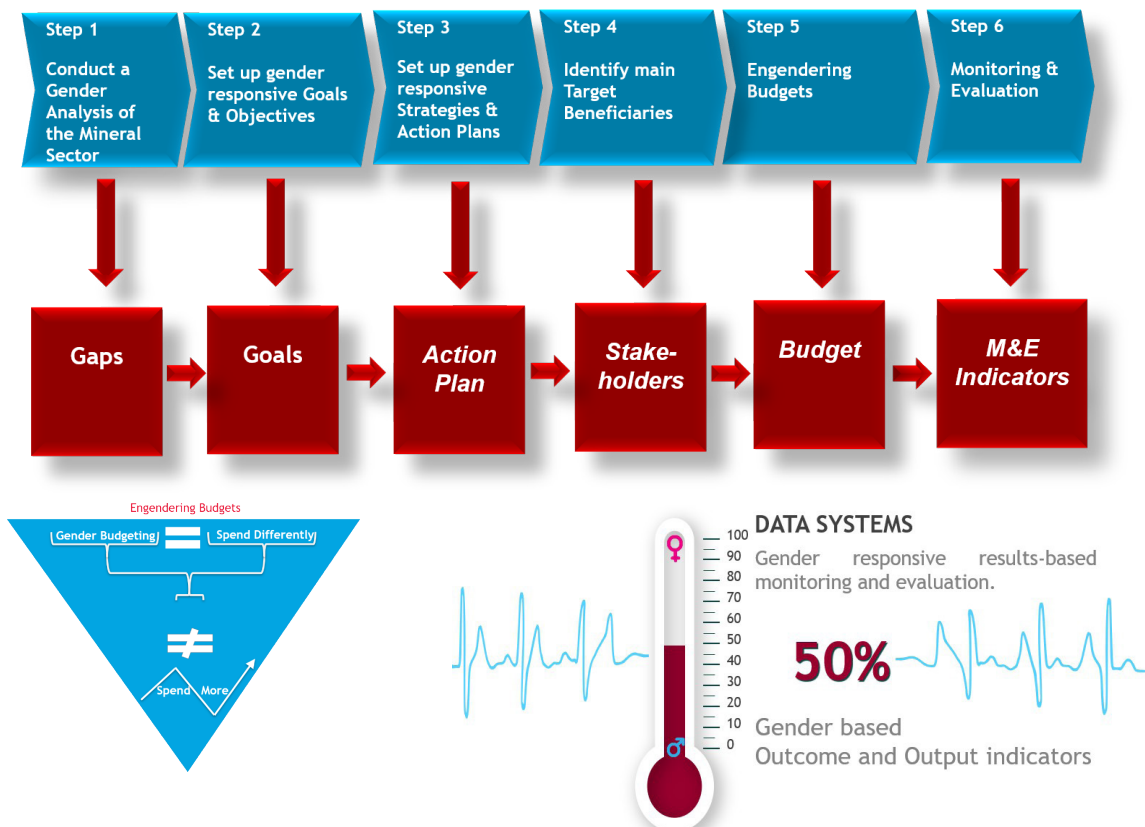 Step 1
Conduct a
Gender
Analysis of
the Mineral
Sector
Step 2
Set up gender
responsive Goals
& Objectives
Step 3
Set up gender
responsive
Strategies &
Action Plans
Step 4
Identify main
Target
Beneficiaries
Step 5
Engendering
Budgets
Step 6
Monitoring &
Evaluation
Gaps
Goals
Action
Plan
Stake-
holders
Budget
M&E
Indicators
Engendering Budgets
Gender Budgeting = Spend Differently
≠
Spend More
100
90
80
70
60
50
40
30
20
10
0
DATA SYSTEMS
Gender responsive results-based
monitoring and evaluation.
50%
Gender based
Outcome and Output indicators